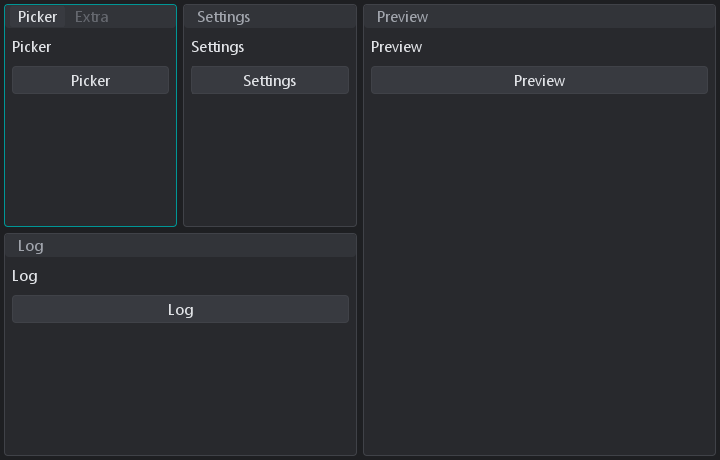 Picker Extra
Picker
Picker
Settings
Settings
Settings
Preview
Preview
Preview
Log
Log
Log